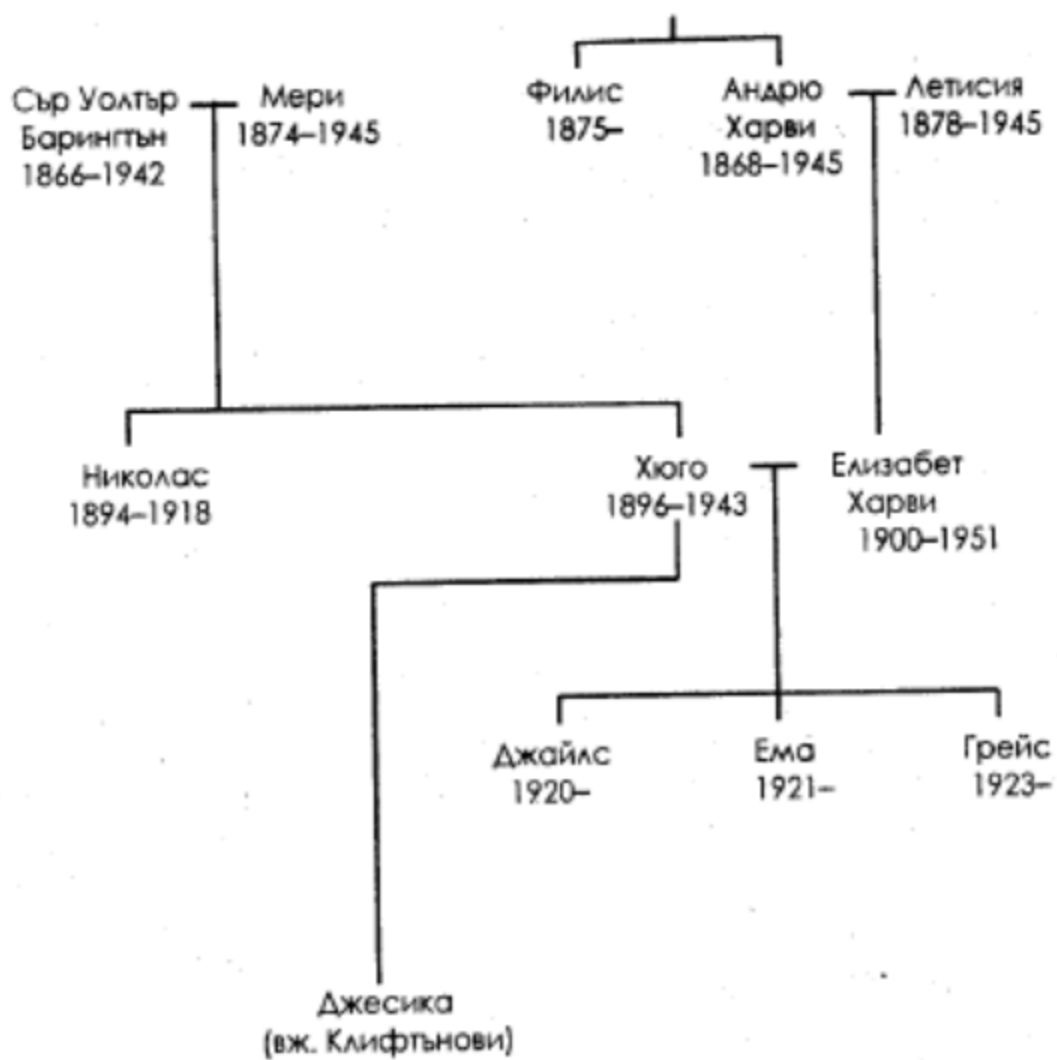 Сър Уолтър
Барингтън
1866–1942
Мери
1874–1945
Филис
1875–
Андрю
Харви
1868–1945
Летисия
1878–1945
Николас
1894–1918
Хюго
1896–1943
Елизабет
Харви
1900–1951
Джайлс
1920–
Ема
1921–
Грейс
1923–
Джесика
(вж. Клифтънови)